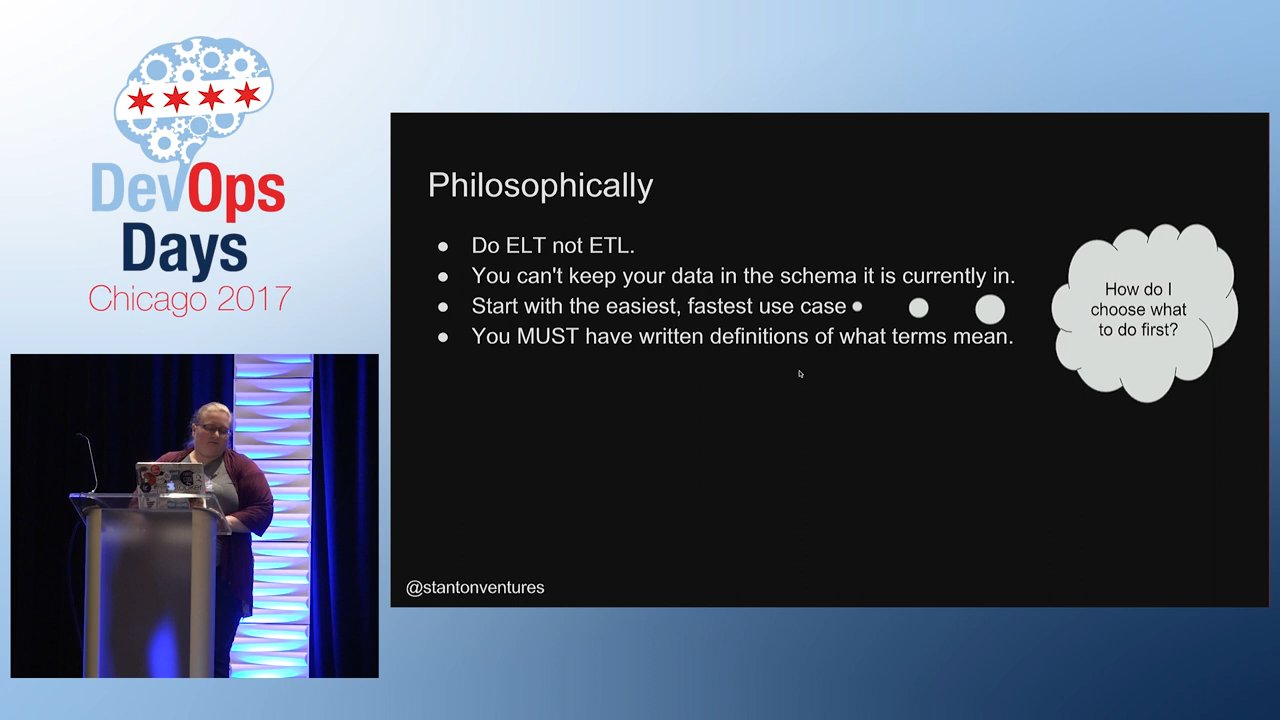 DevOps
Days
Chicago 2017
Philosophically
● Do ELT not ETL.
● You can't keep your data in the schema it is currently in.
● Start with the easiest, fastest use case
● You MUST have written definitions of what terms mean.
How do I
choose what
to do first?
@stantonventures